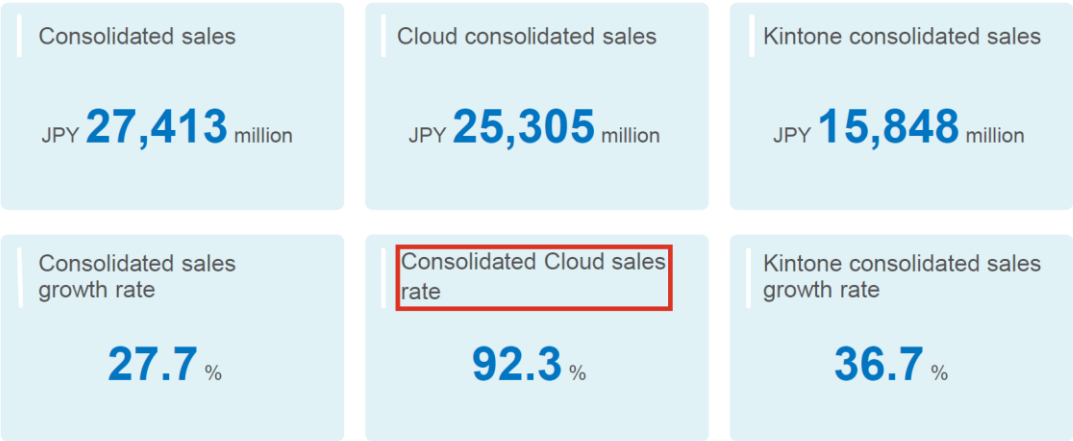 Consolidated sales
JPY 27,413 million
Cloud consolidated sales
JPY 25,305 million
Kintone consolidated sales
JPY 15,848 million
Consolidated sales
growth rate
27.7 %
Consolidated Cloud sales
rate
92.3 %
Kintone consolidated sales
growth rate
36.7 %